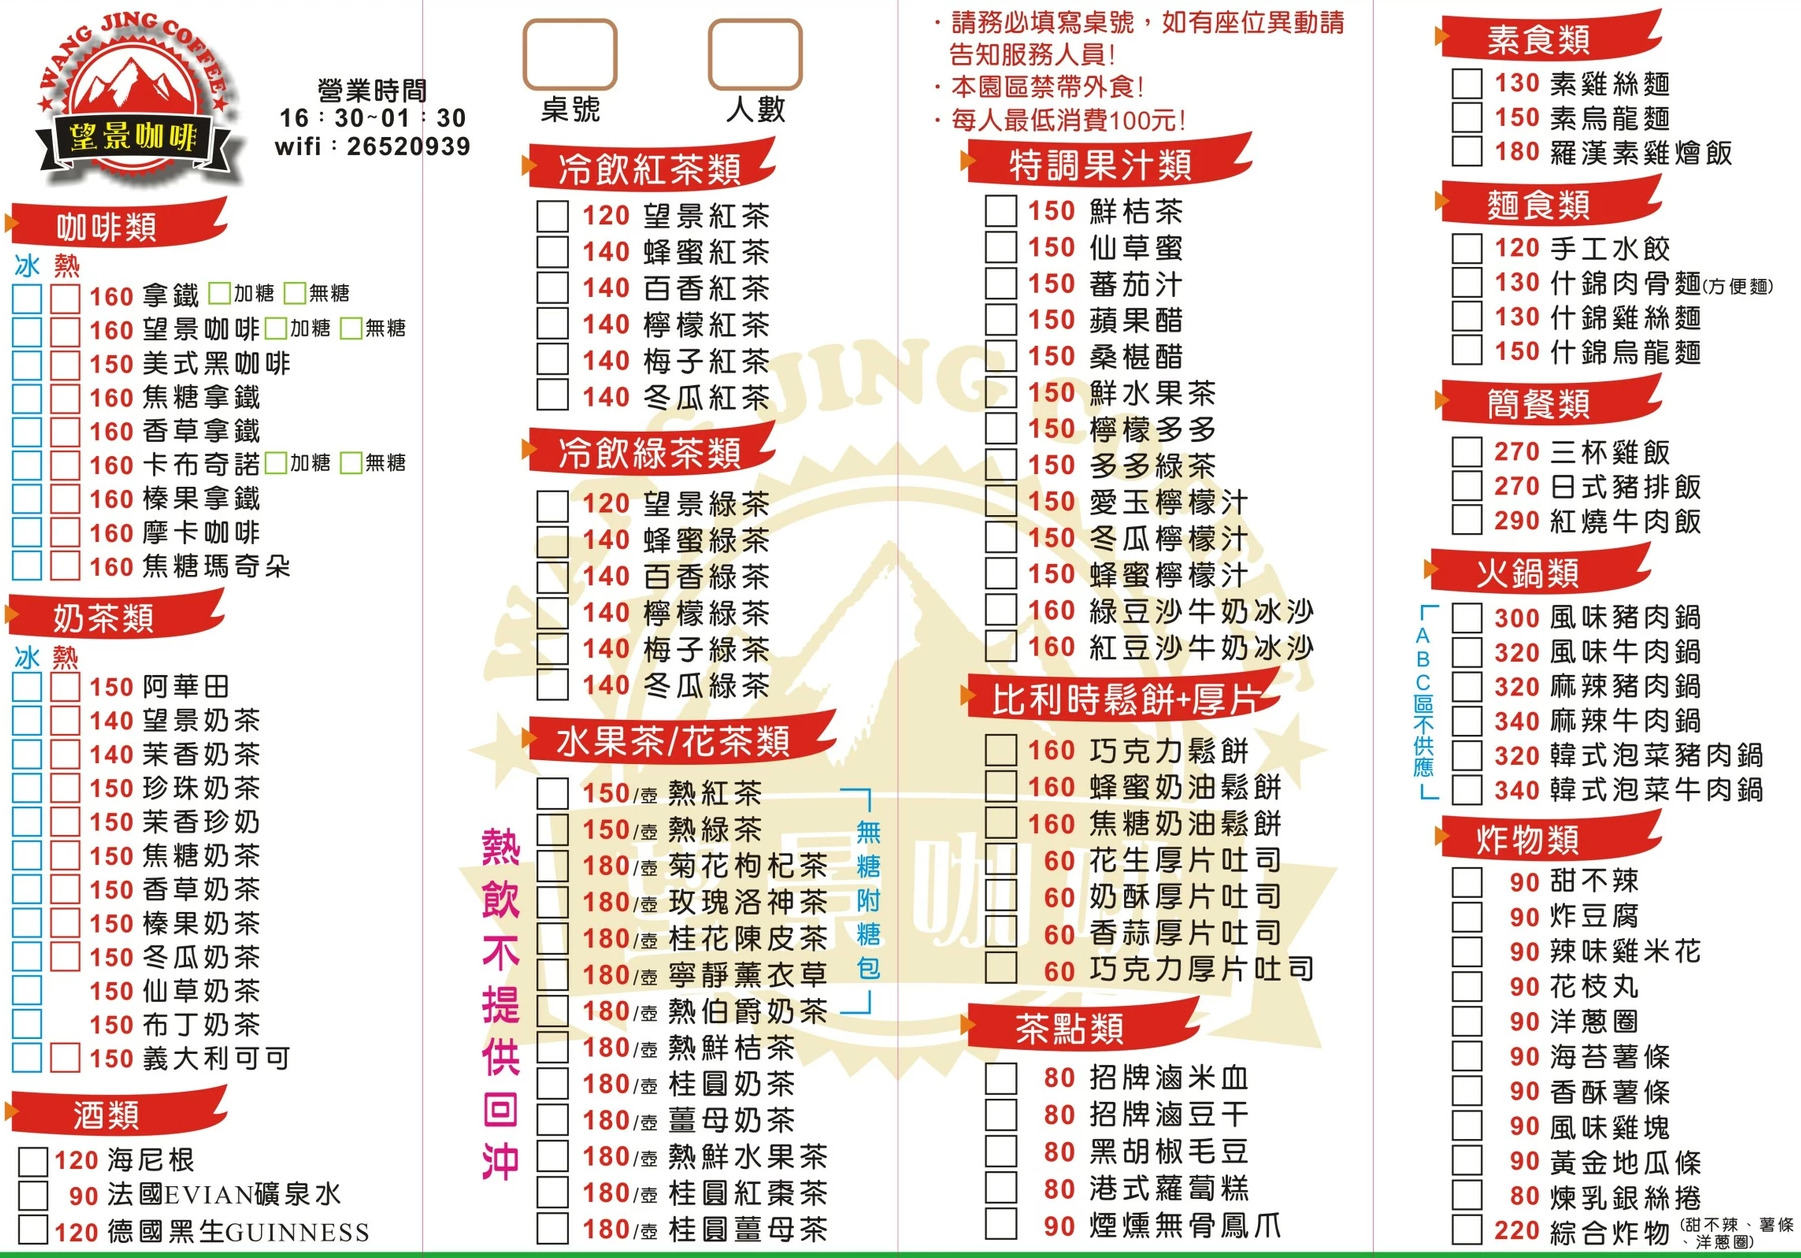 WANG JING COFFEE
望景咖啡
營業時間
16：30~01：30
wifi：26520939
咖啡類
冰 熱
160 拿鐵 加糖 無糖
160 望景咖啡 加糖 無糖
150 美式黑咖啡
160 焦糖拿鐵
160 香草拿鐵
160 卡布奇諾 加糖 無糖
160 榛果拿鐵
160 摩卡咖啡
160 焦糖瑪奇朵
奶茶類
冰 熱
150 阿華田
140 望景奶茶
140 茉香奶茶
150 珍珠奶茶
150 茉香珍奶
150 焦糖奶茶
150 香草奶茶
150 榛果奶茶
150 冬瓜奶茶
150 仙草奶茶
150 布丁奶茶
150 義大利可可
酒類
120 海尼根
90 法國EVIAN礦泉水
120 德國黑生GUINNESS
桌號 人數
冷飲紅茶類
120 望景紅茶
140 蜂蜜紅茶
140 百香紅茶
140 檸檬紅茶
140 梅子紅茶
140 冬瓜紅茶
冷飲綠茶類
120 望景綠茶
140 蜂蜜綠茶
140 百香綠茶
140 檸檬綠茶
140 梅子綠茶
140 冬瓜綠茶
水果茶/花茶類
熱飲不提供回沖
150/壺 熱紅茶
150/壺 熱綠茶
180/壺 菊花枸杞茶
180/壺 玫瑰洛神茶
180/壺 桂花陳皮茶
180/壺 寧靜薰衣草
180/壺 熱伯爵奶茶
180/壺 熱鮮桔茶
180/壺 桂圓奶茶
180/壺 薑母奶茶
180/壺 熱鮮水果茶
180/壺 桂圓紅棗茶
180/壺 桂圓薑母茶
無糖附糖包
·請務必填寫桌號，如有座位異動請
告知服務人員!
·本園區禁帶外食!
·每人最低消費100元!
特調果汁類
150 鮮桔茶
150 仙草蜜
150 蕃茄汁
150 蘋果醋
150 桑椹醋
150 鮮水果茶
150 檸檬多多
150 多多綠茶
150 愛玉檸檬汁
150 冬瓜檸檬汁
150 蜂蜜檸檬汁
160 綠豆沙牛奶冰沙
160 紅豆沙牛奶冰沙
比利時鬆餅+厚片
160 巧克力鬆餅
160 蜂蜜奶油鬆餅
160 焦糖奶油鬆餅
60 花生厚片吐司
60 奶酥厚片吐司
60 香蒜厚片吐司
60 巧克力厚片吐司
茶點類
80 招牌滷米血
80 招牌滷豆干
80 黑胡椒毛豆
80 港式蘿蔔糕
90 煙燻無骨鳳爪
素食類
130 素雞絲麵
150 素烏龍麵
180 羅漢素雞燴飯
麵食類
120 手工水餃
130 什錦肉骨麵(方便麵)
130 什錦雞絲麵
150 什錦烏龍麵
簡餐類
270 三杯雞飯
270 日式豬排飯
290 紅燒牛肉飯
火鍋類
ABC區不供應
300 風味豬肉鍋
320 風味牛肉鍋
320 麻辣豬肉鍋
340 麻辣牛肉鍋
320 韓式泡菜豬肉鍋
340 韓式泡菜牛肉鍋
炸物類
90 甜不辣
90 炸豆腐
90 辣味雞米花
90 花枝丸
90 洋蔥圈
90 海苔薯條
90 香酥薯條
90 風味雞塊
90 黃金地瓜條
80 煉乳銀絲捲
220 綜合炸物 (甜不辣、薯條
、洋蔥圈)
WANG JING COFFEE
望景咖啡